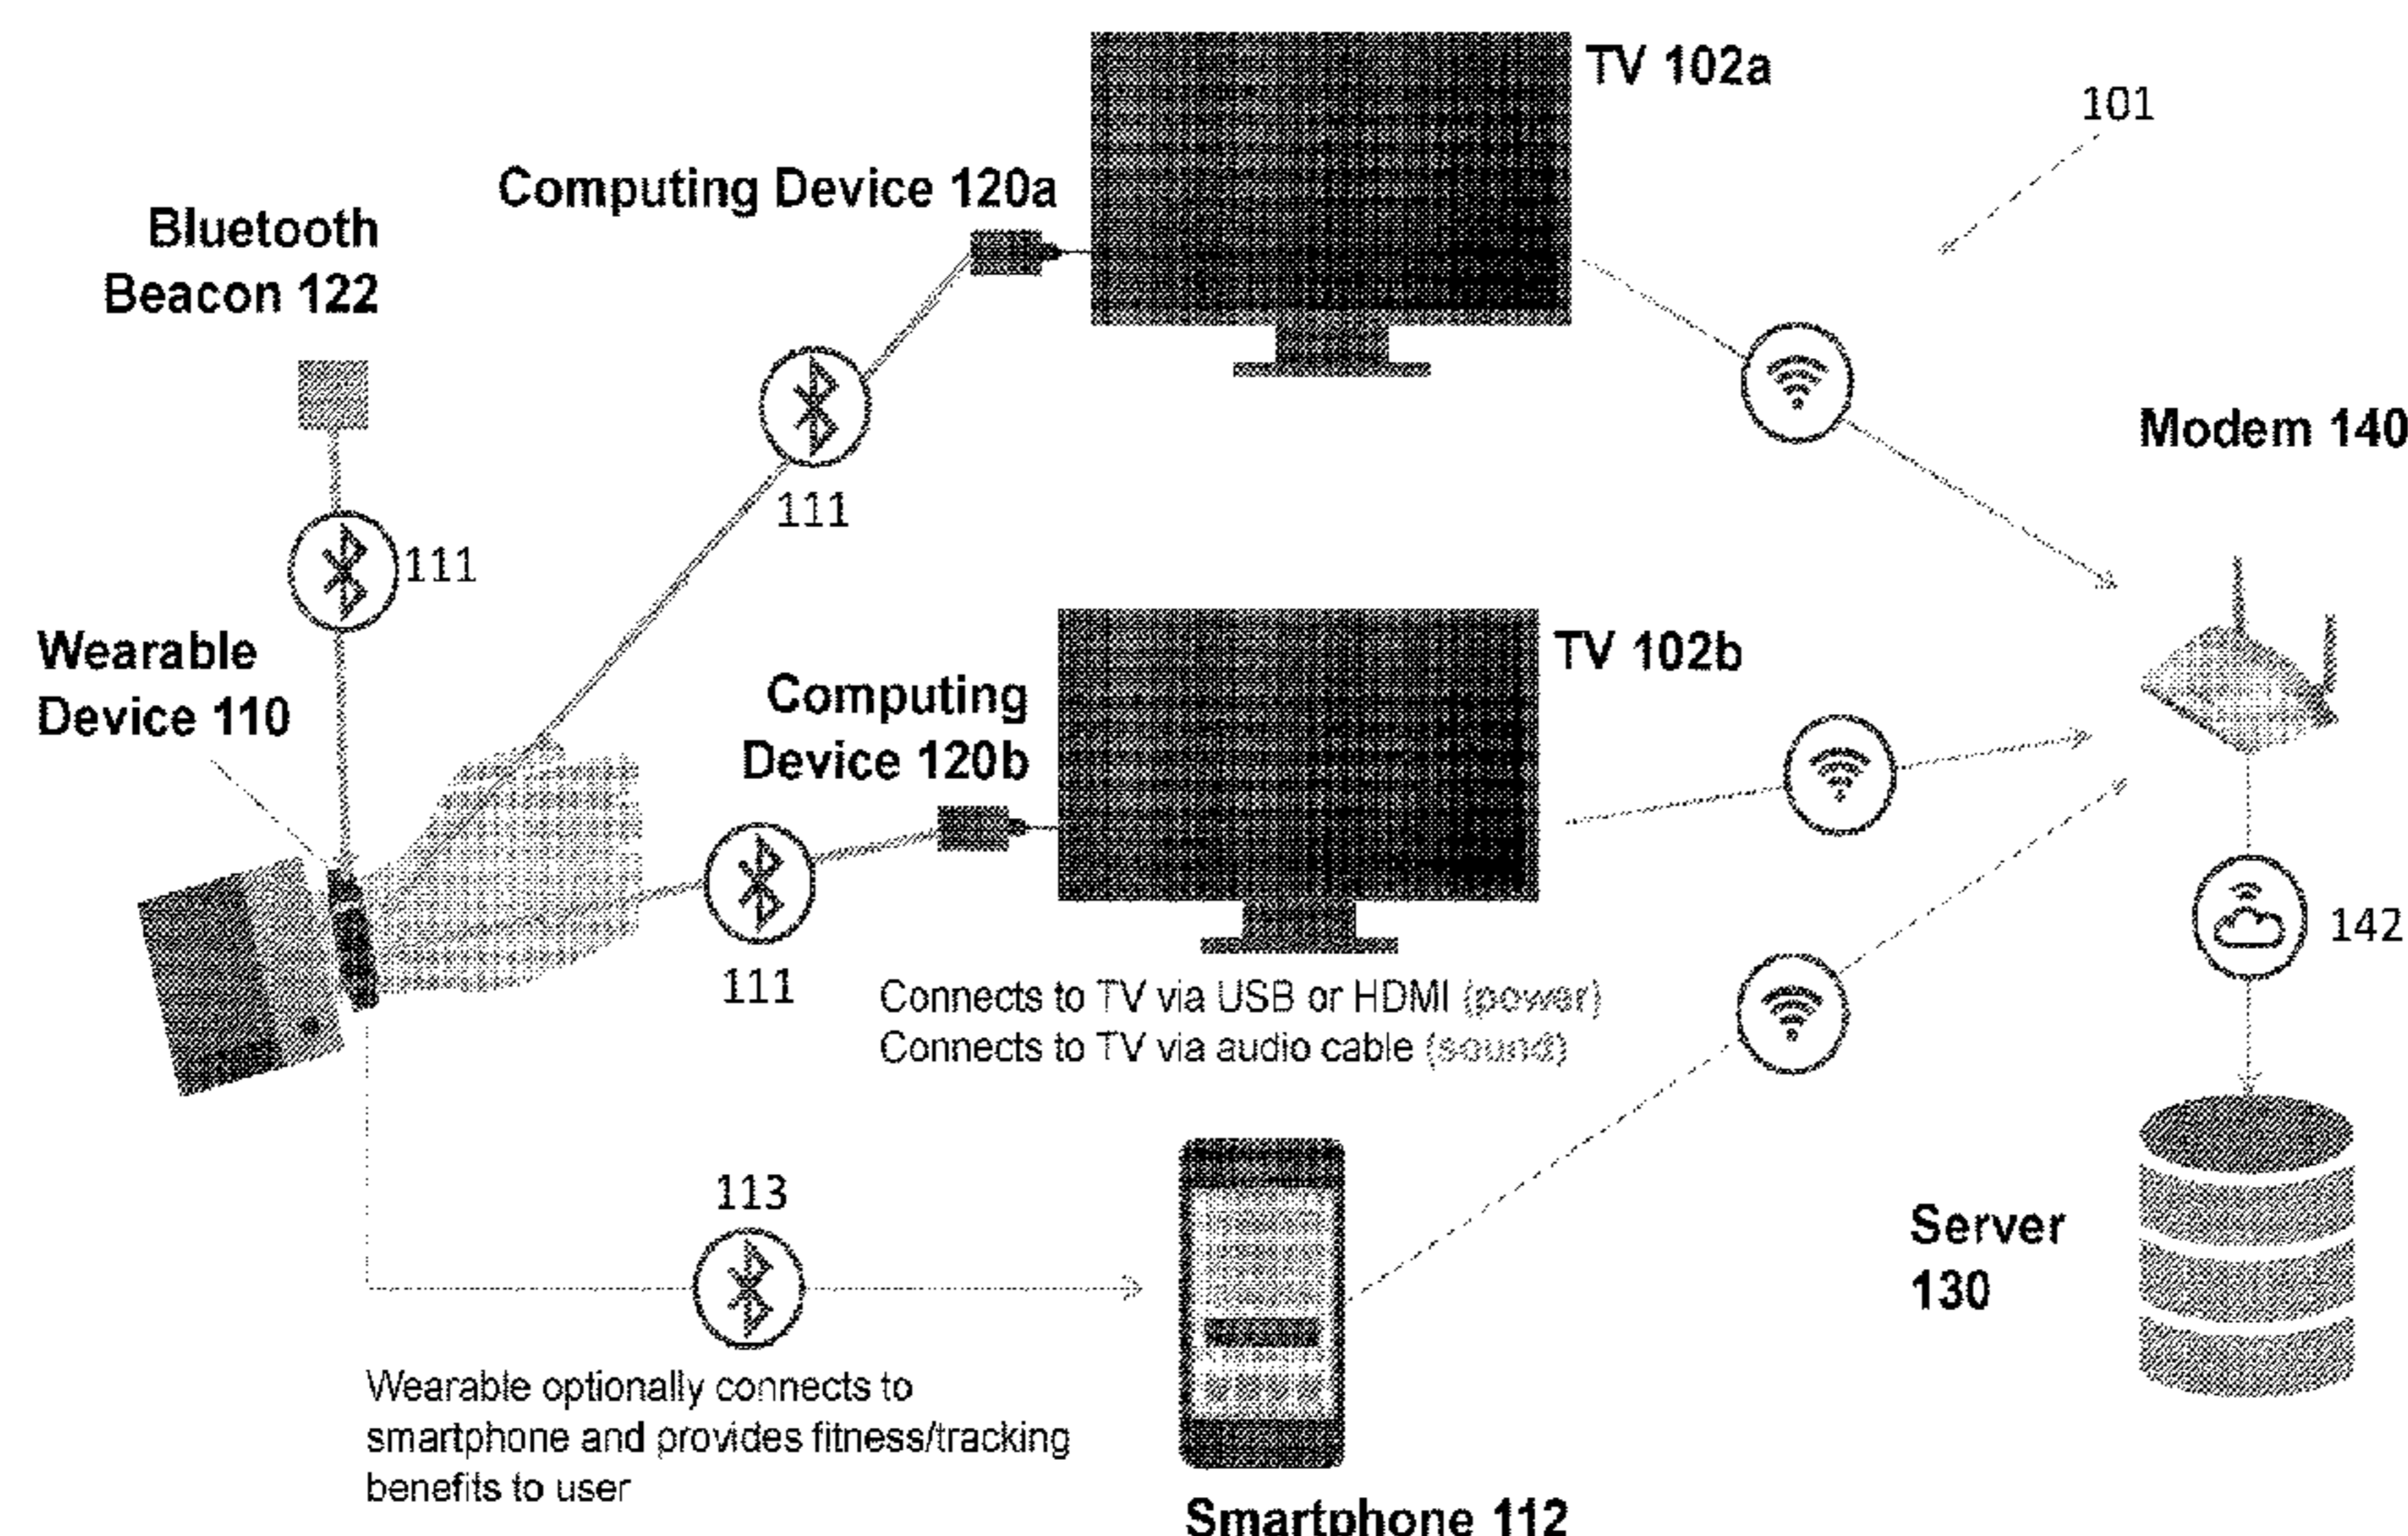 TV 102a
101
Computing Device 120a
Bluetooth
Beacon 122
111
Modem 140
111
Wearable
Device 110
TV 102b
Computing
Device 120b
111
142
Connects to TV via USB or HDMI (power)
Connects to TV via audio cable (sound)
113
Server
130
Wearable optionally connects to
smartphone and provides fitness/tracking
benefits to user
Smartphone 112